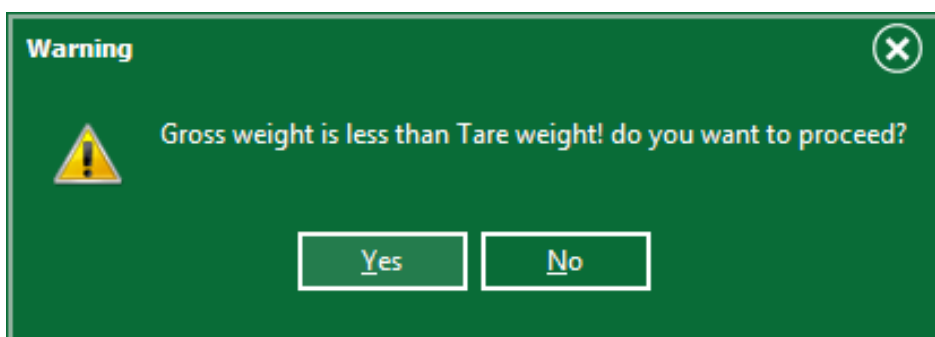 Warning
Gross weight is less than Tare weight! do you want to proceed?
Yes
No